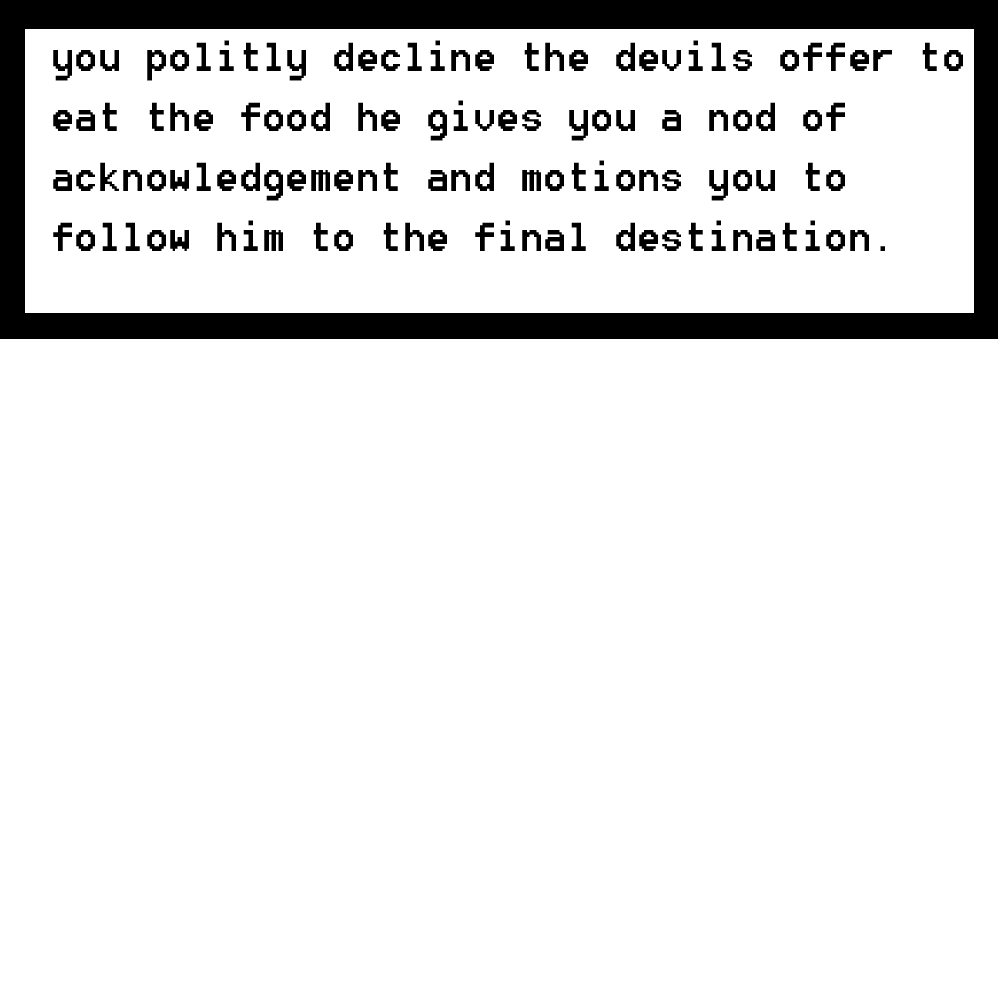 you politly decline the devils offer to
eat the food he gives you a nod of
acknowledgement and motions you to
follow him to the final destination.